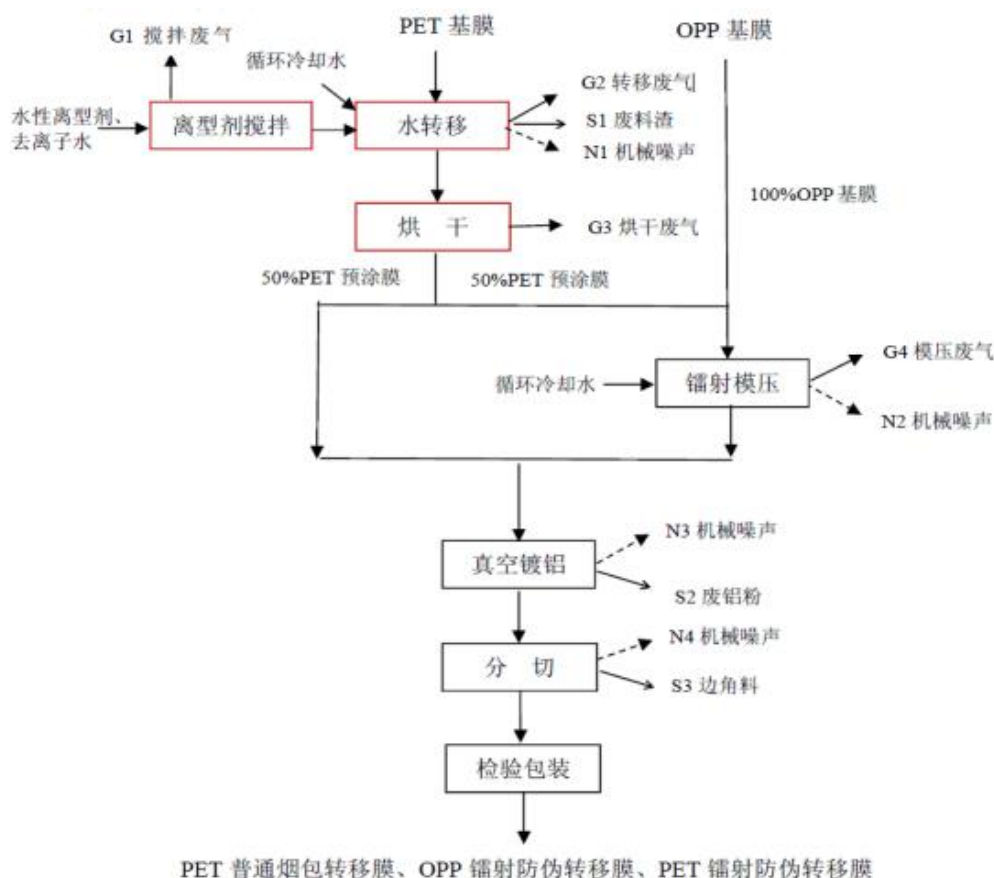 G1 搅拌废气
PET 基膜
OPP 基膜
循环冷却水
G2 转移废气
水性离型剂、
去离子水
离型剂搅拌
水转移
S1 废料渣
N1 机械噪声
100%OPP 基膜
烘 干
G3 烘干废气
50%PET 预涂膜
50%PET 预涂膜
G4 模压废气
循环冷却水
镭射模压
N2 机械噪声
N3 机械噪声
真空镀铝
S2 废铝粉
N4 机械噪声
分 切
S3 边角料
检验包装
PET 普通烟包转移膜、OPP 镭射防伪转移膜、PET 镭射防伪转移膜